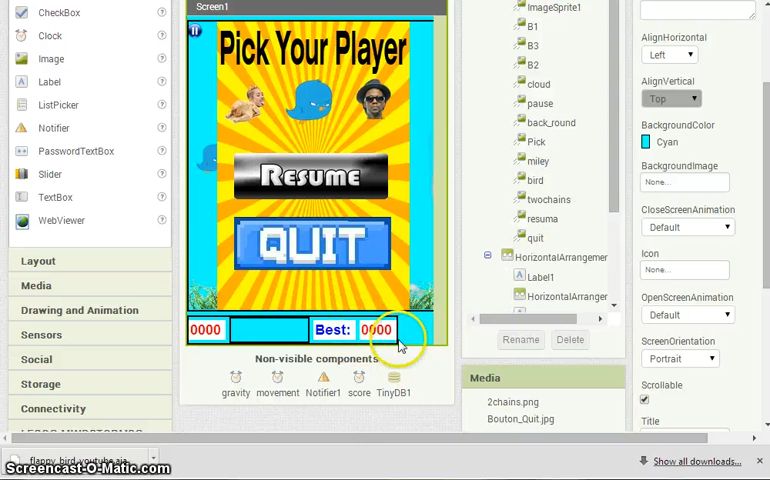 CheckBox
Clock
Image
Label
ListPicker
Notifier
PasswordTextBox
Slider
TextBox
WebViewer
Layout
Media
Drawing and Animation
Sensors
Social
Storage
Connectivity
Screen1
Pick Your Player
RESUME
QUIT
0000
Best:
0000
Non-visible components
gravity
movement
Notifier1
score
TinyDB1
ImageSprite1
B1
B3
B2
cloud
pause
back_round
Pick
miley
bird
twochains
resuma
quit
HorizontalArrangemer
Label1
HorizontalArranger
Rename
Delete
Media
2chains.png
Bouton_Quit.jpg
AlignHorizontal
Left
AlignVertical
Top
BackgroundColor
Cyan
BackgroundImage
None...
CloseScreenAnimation
Default
Icon
None...
OpenScreenAnimation
Default
ScreenOrientation
Portrait
Scrollable
Title
Screencast-O-Matic.com
Show all downloads...